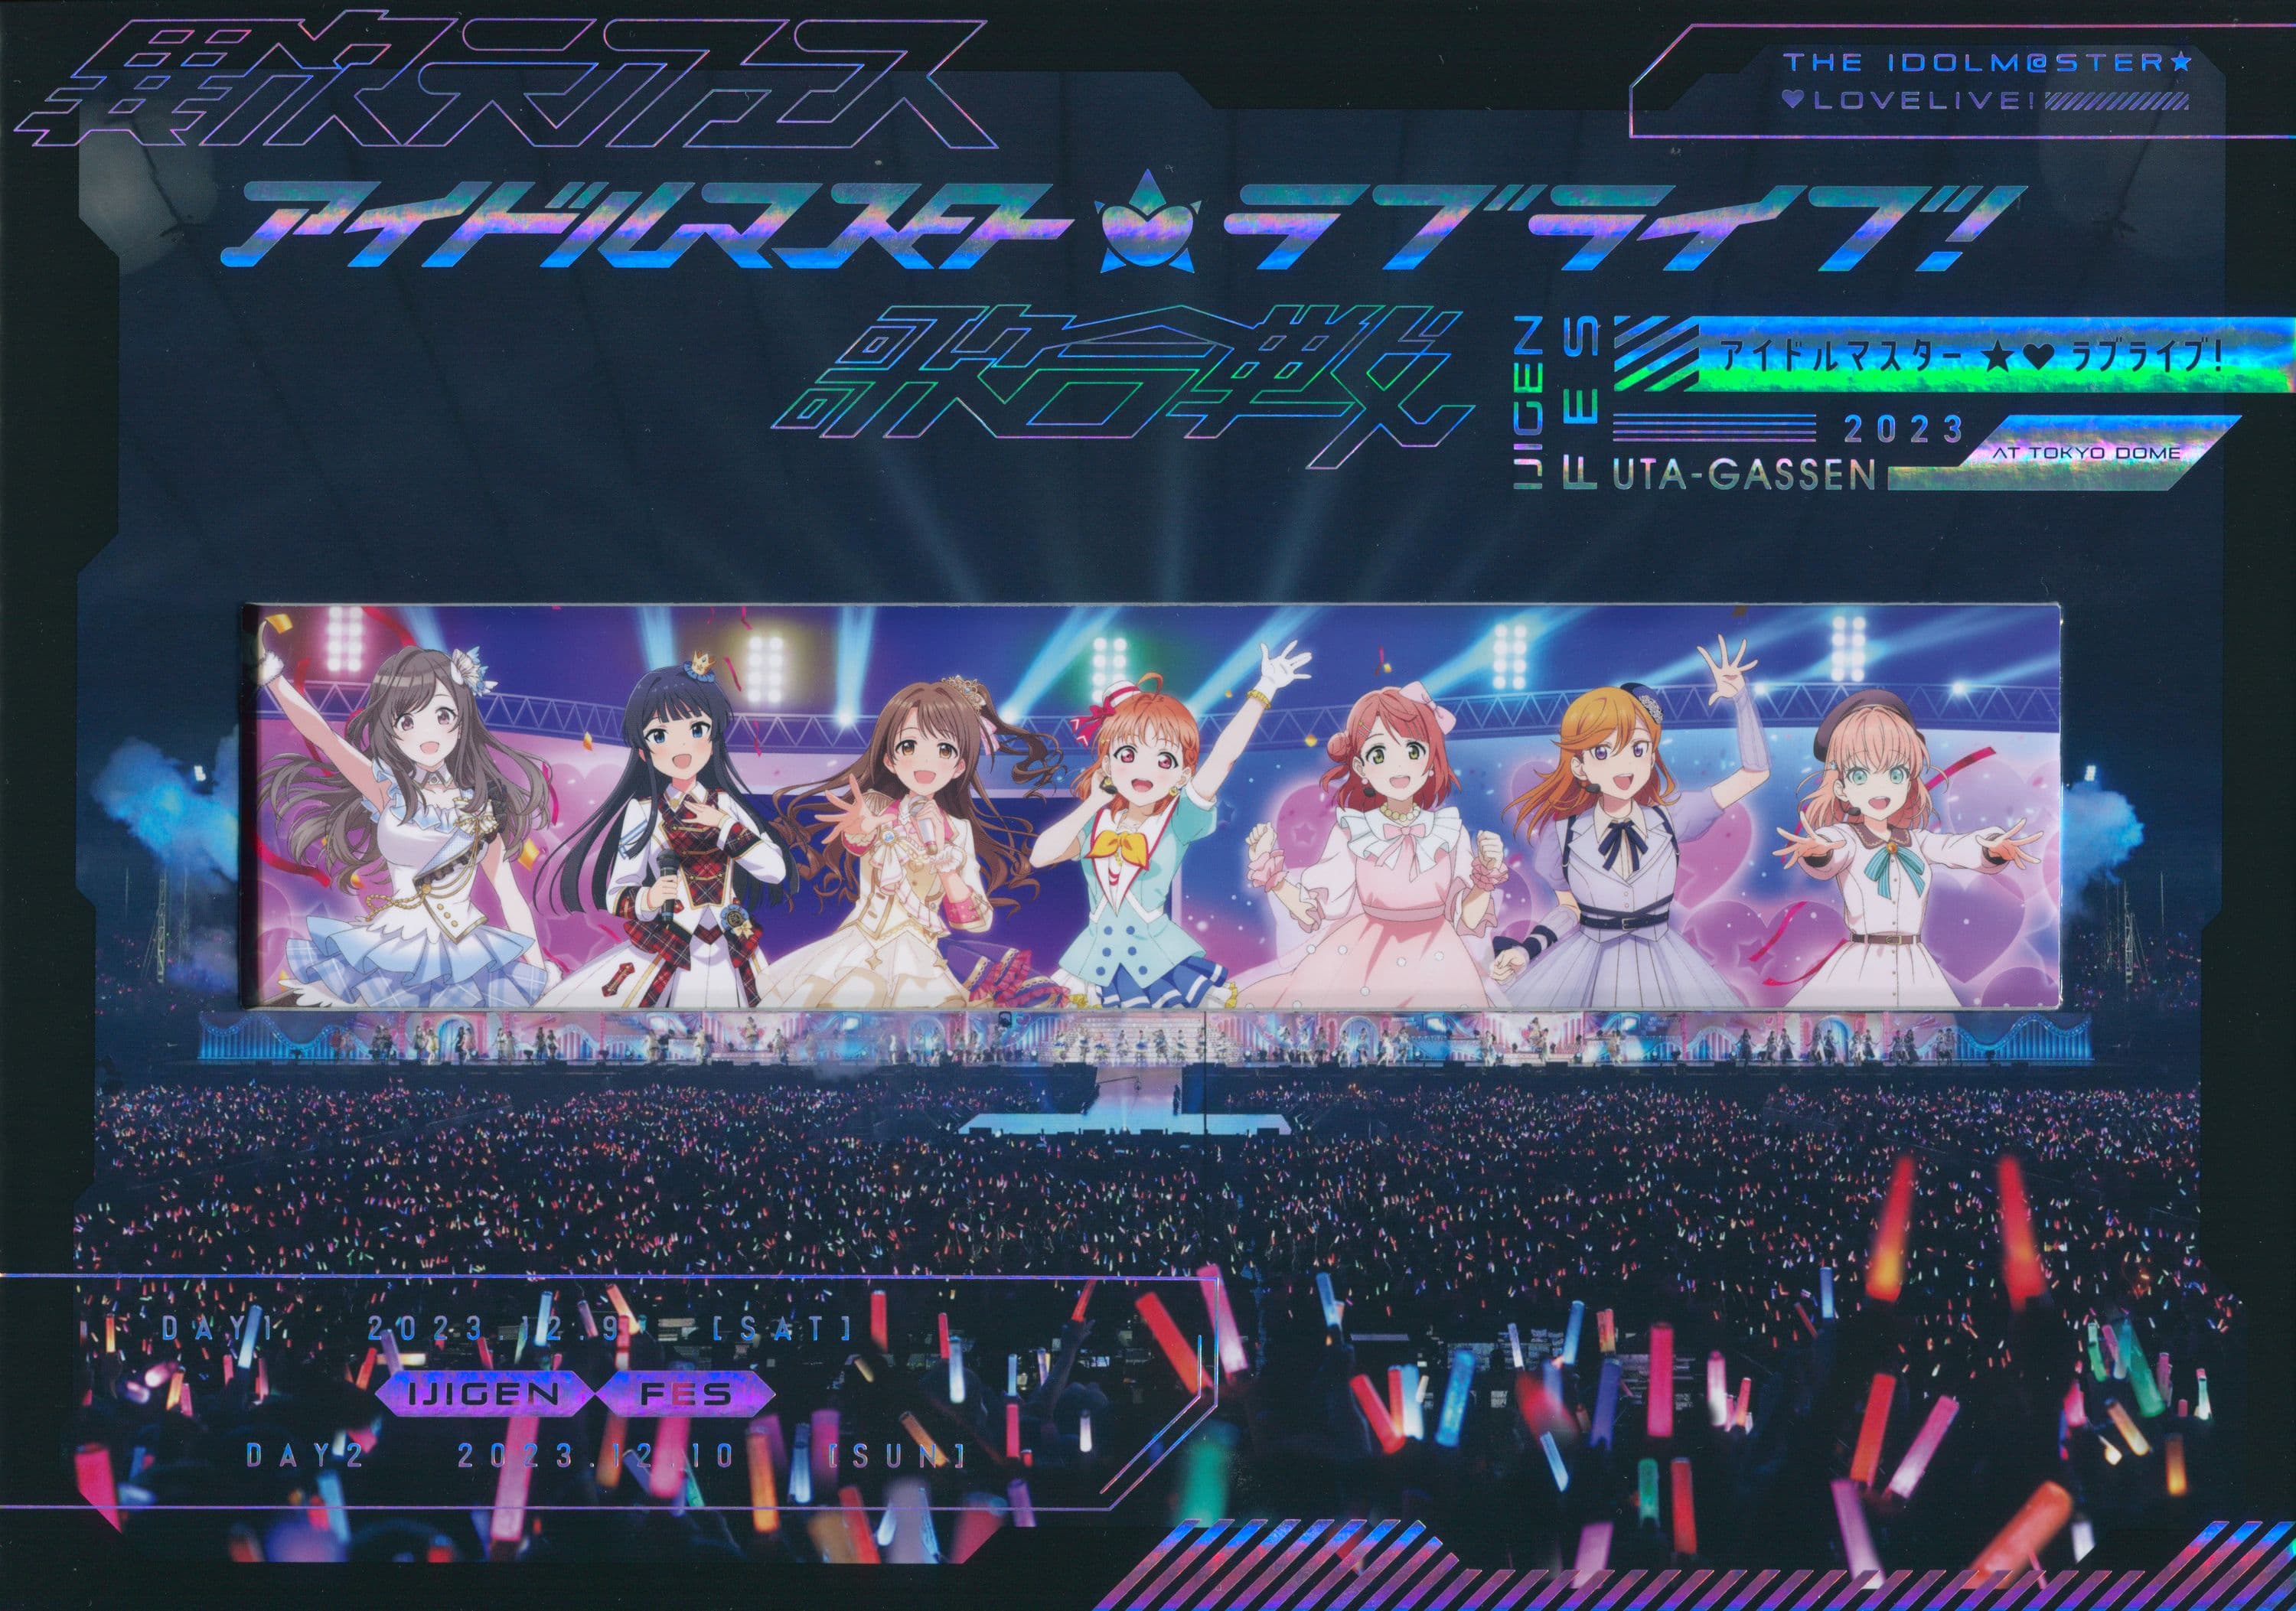 異次元フェス
THE IDOLM@STER★
♥LOVELIVE!
アイドルマスター★♥ラブライブ!
歌合戦
IJIGEN
FES
アイドルマスター ★♥ ラブライブ!
2023
AT TOKYO DOME
UTA-GASSEN
DAY1 2023.12.9 [SAT]
IJIGEN FES
DAY2 2023.12.10 [SUN]